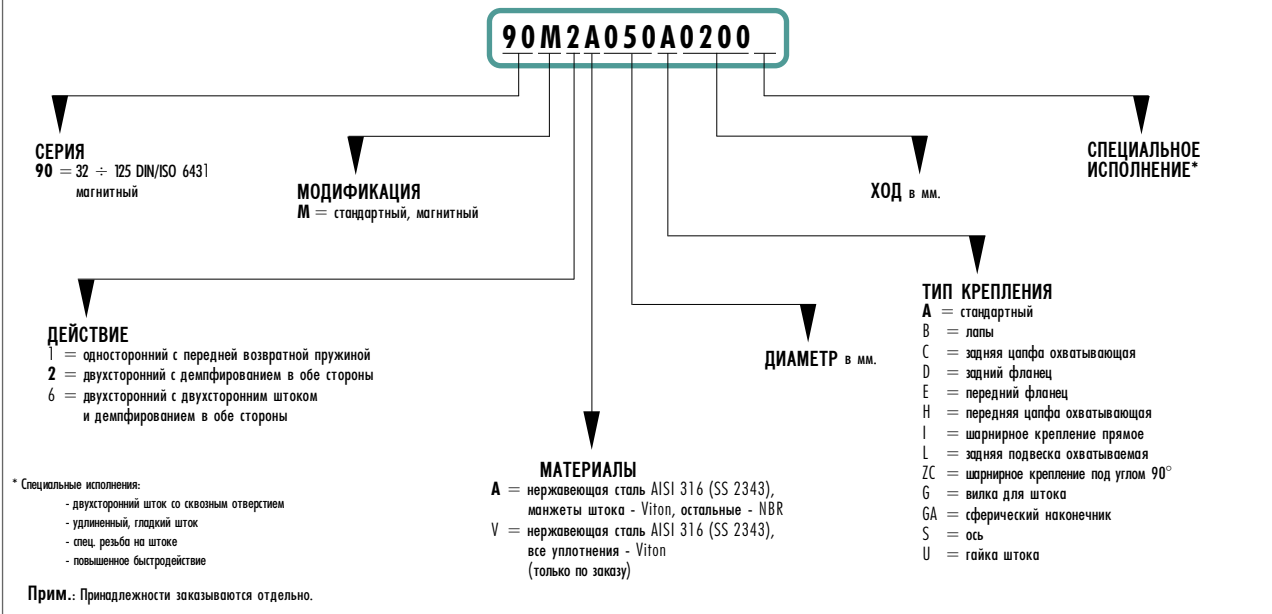 90M2A050A0200
СЕРИЯ
90 = 32 ÷ 125 DIN/ISO 6431
магнитный
МОДИФИКАЦИЯ
M = стандартный, магнитный
ХОД в мм.
СПЕЦИАЛЬНОЕ
ИСПОЛНЕНИЕ*
ДЕЙСТВИЕ
1 = односторонний с передней возвратной пружиной
2 = двухсторонний с демпфированием в обе стороны
6 = двухсторонний с двухсторонним штоком
и демпфированием в обе стороны
МАТЕРИАЛЫ
A = нержавеющая сталь AISI 316 (SS 2343),
манжеты штока - Viton, остальные - NBR
V = нержавеющая сталь AISI 316 (SS 2343),
все уплотнения - Viton
(только по заказу)
ДИАМЕТР в мм.
ТИП КРЕПЛЕНИЯ
A = стандартный
B = лапы
C = задняя цапфа охватывающая
D = задний фланец
E = передний фланец
H = передняя цапфа охватывающая
I = шарнирное крепление прямое
L = задняя подвеска охватываемая
ZC = шарнирное крепление под углом 90°
G = вилка для штока
GA = сферический наконечник
S = ось
U = гайка штока
* Специальные исполнения:
- двухсторонний шток со сквозным отверстием
- удлиненный, гладкий шток
- спец. резьба на штоке
- повышенное быстродействие
Прим.: Принадлежности заказываются отдельно.